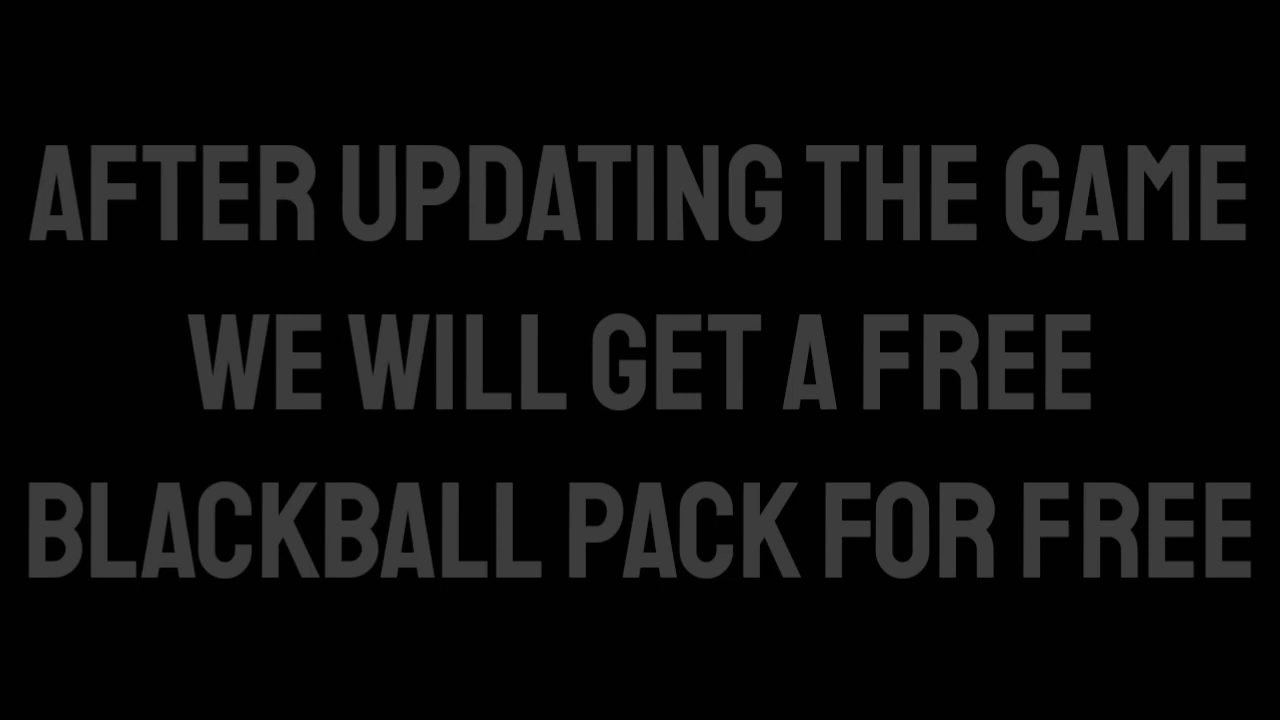 AFTER UPDATING THE GAME
WE WILL GET A FREE
BLACKBALL PACK FOR FREE